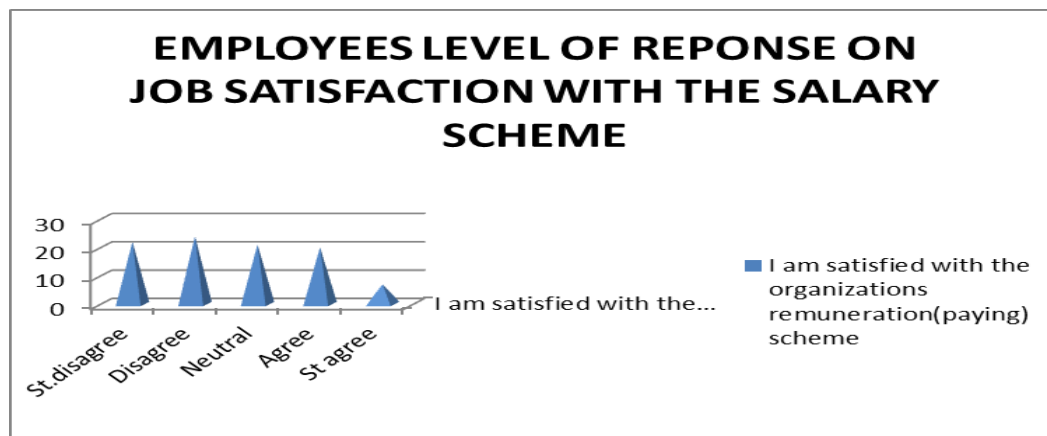 EMPLOYEES LEVEL OF REPONSE ON
JOB SATISFACTION WITH THE SALARY
SCHEME
30
20
10
0
St.disagree
Disagree
Neutral
Agree
St agree
I am satisfied with the...
I am satisfied with the
organizations
remuneration(paying)
scheme